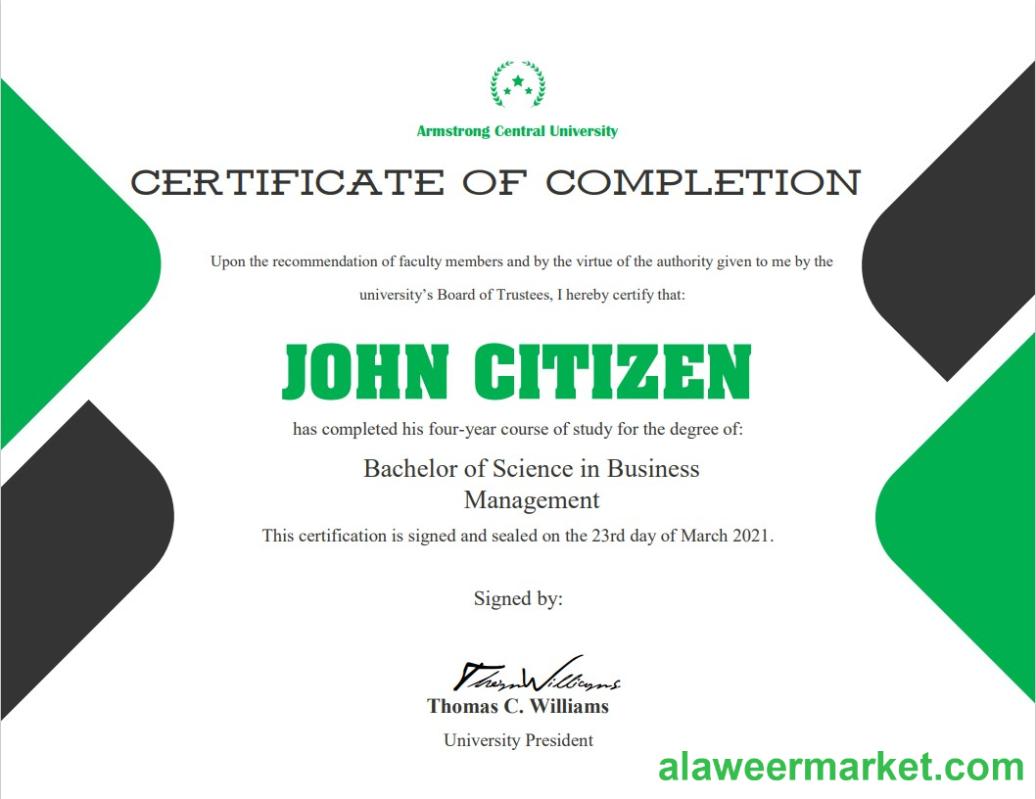 Armstrong Central University
CERTIFICATE OF COMPLETION
Upon the recommendation of faculty members and by the virtue of the authority given to me by the
university’s Board of Trustees, I hereby certify that:
JOHN CITIZEN
has completed his four-year course of study for the degree of:
Bachelor of Science in Business
Management
This certification is signed and sealed on the 23rd day of March 2021.
Signed by:
Thomas C. Williams
University President
alaweermarket.com